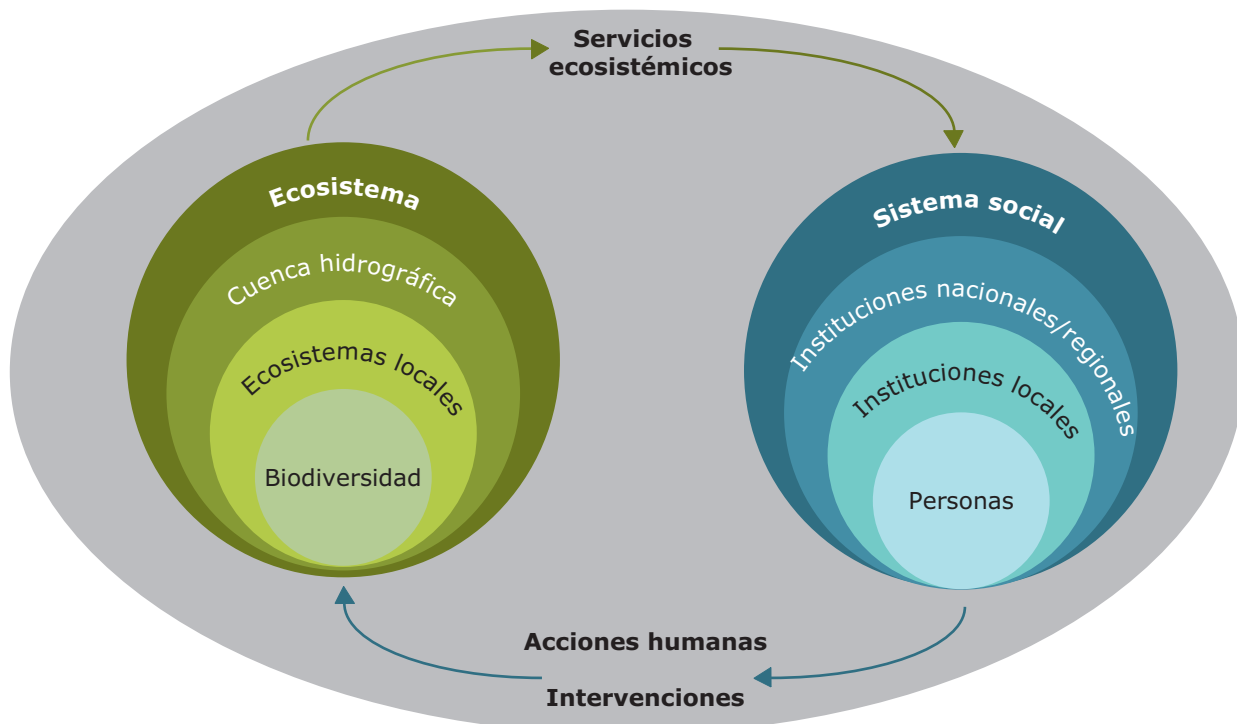 Servicios
ecosistémicos
Ecosistema
Cuenca hidrográfica
Ecosistemas locales
Biodiversidad
Sistema social
Instituciones nacionales/regionales
Instituciones locales
Personas
Acciones humanas
Intervenciones